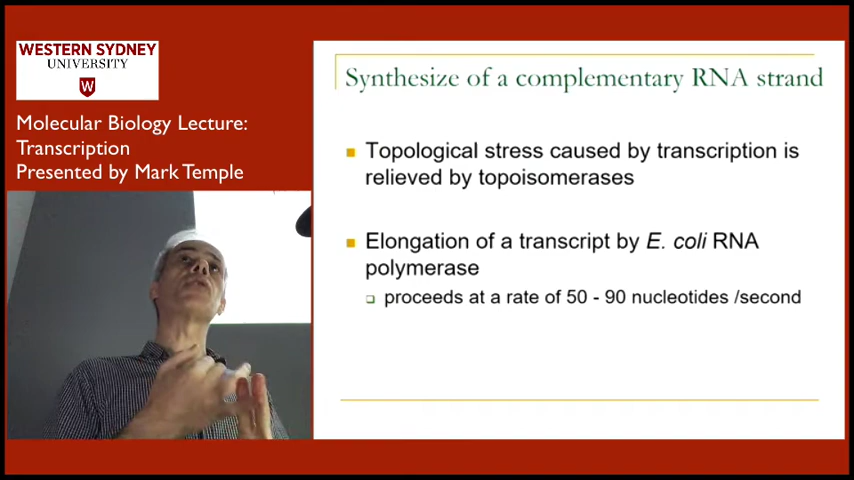 WESTERN SYDNEY
UNIVERSITY
W
Molecular Biology Lecture:
Transcription
Presented by Mark Temple
Synthesize of a complementary RNA strand
Topological stress caused by transcription is
relieved by topoisomerases
Elongation of a transcript by E. coli RNA
polymerase
proceeds at a rate of 50 - 90 nucleotides /second